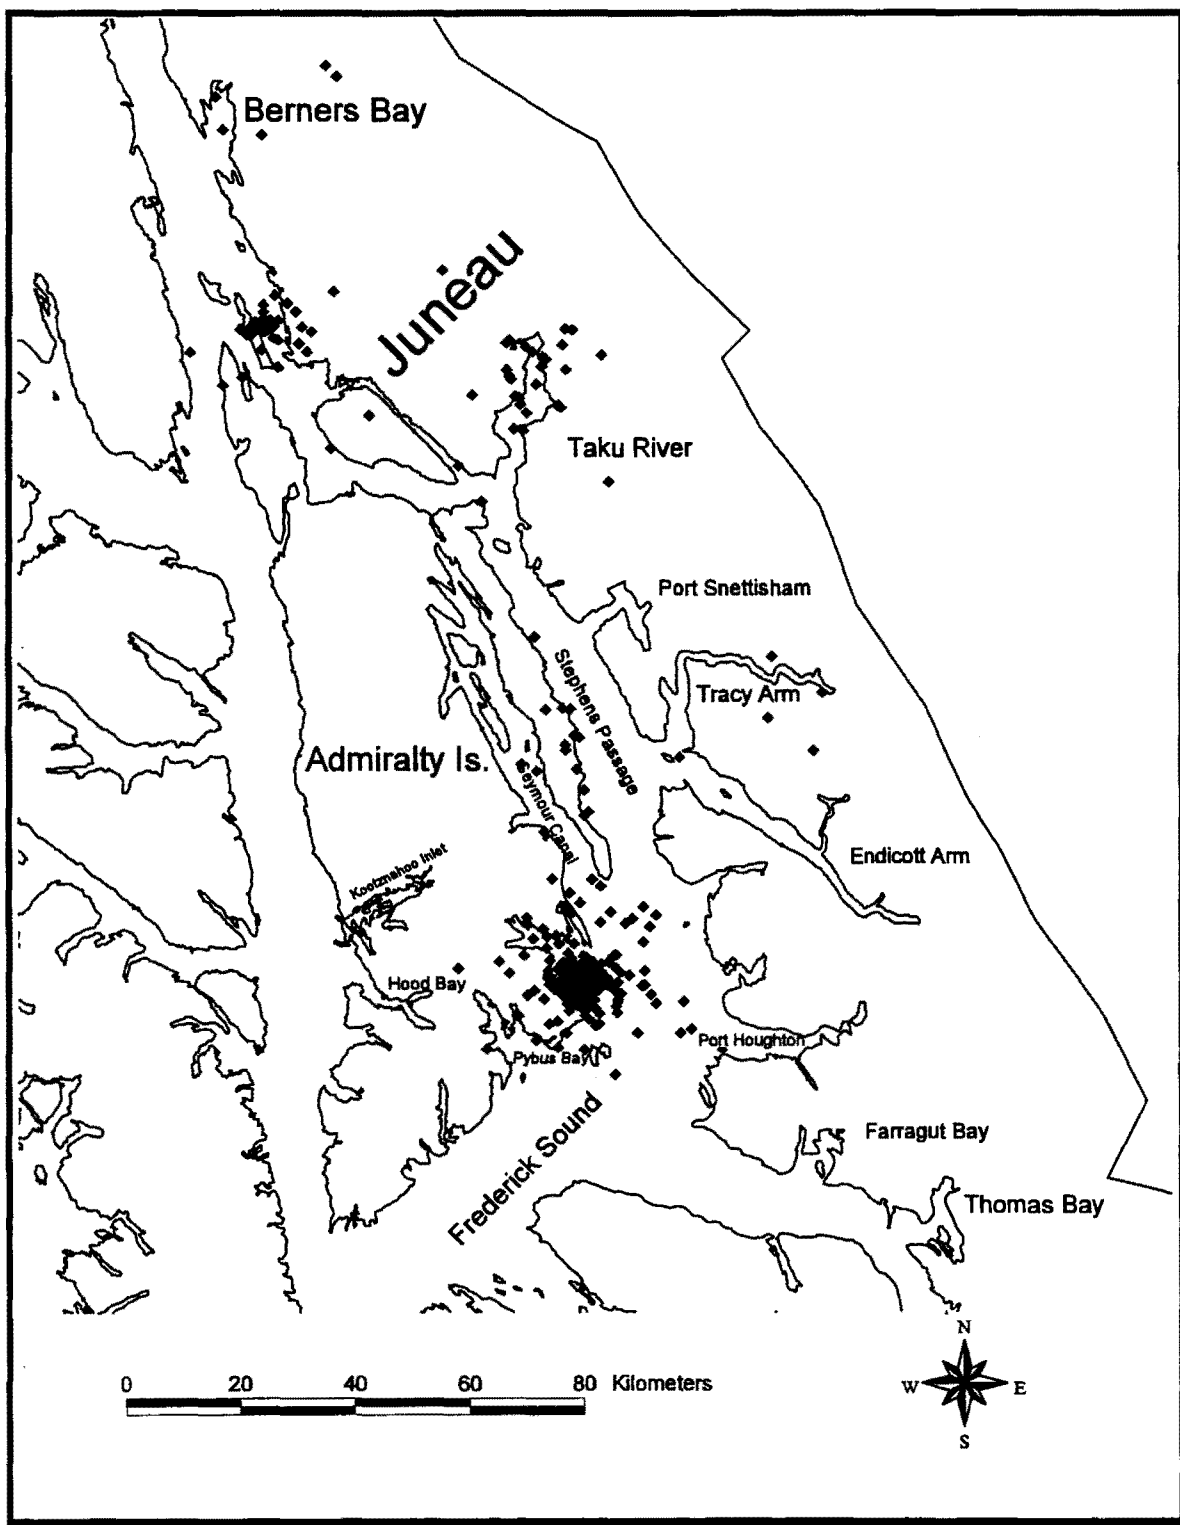 Berners Bay
Juneau
Taku River
Port Snettisham
Stephens Passage
Tracy Arm
Admiralty Is.
Seymour Canal
Endicott Arm
Kootznahoo Inlet
Hood Bay
Port Houghton
Pybus Bay
Frederick Sound
Farragut Bay
Thomas Bay
N
W E
S
0 20 40 60 80 Kilometers